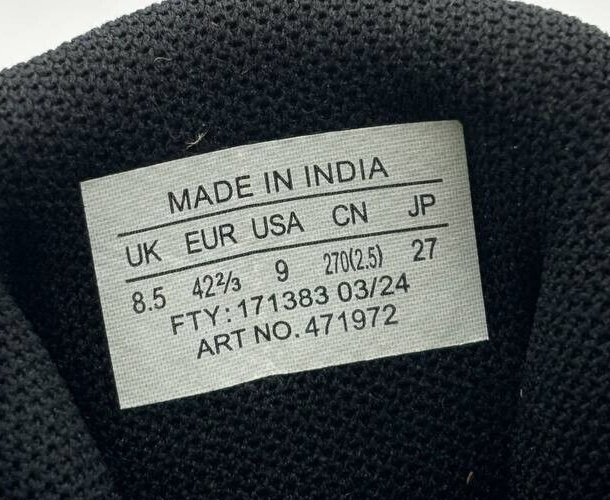 MADE IN INDIA
UK EUR USA CN JP
8.5 42⅔ 9 270(2.5) 27
FTY: 171383 03/24
ART NO. 471972